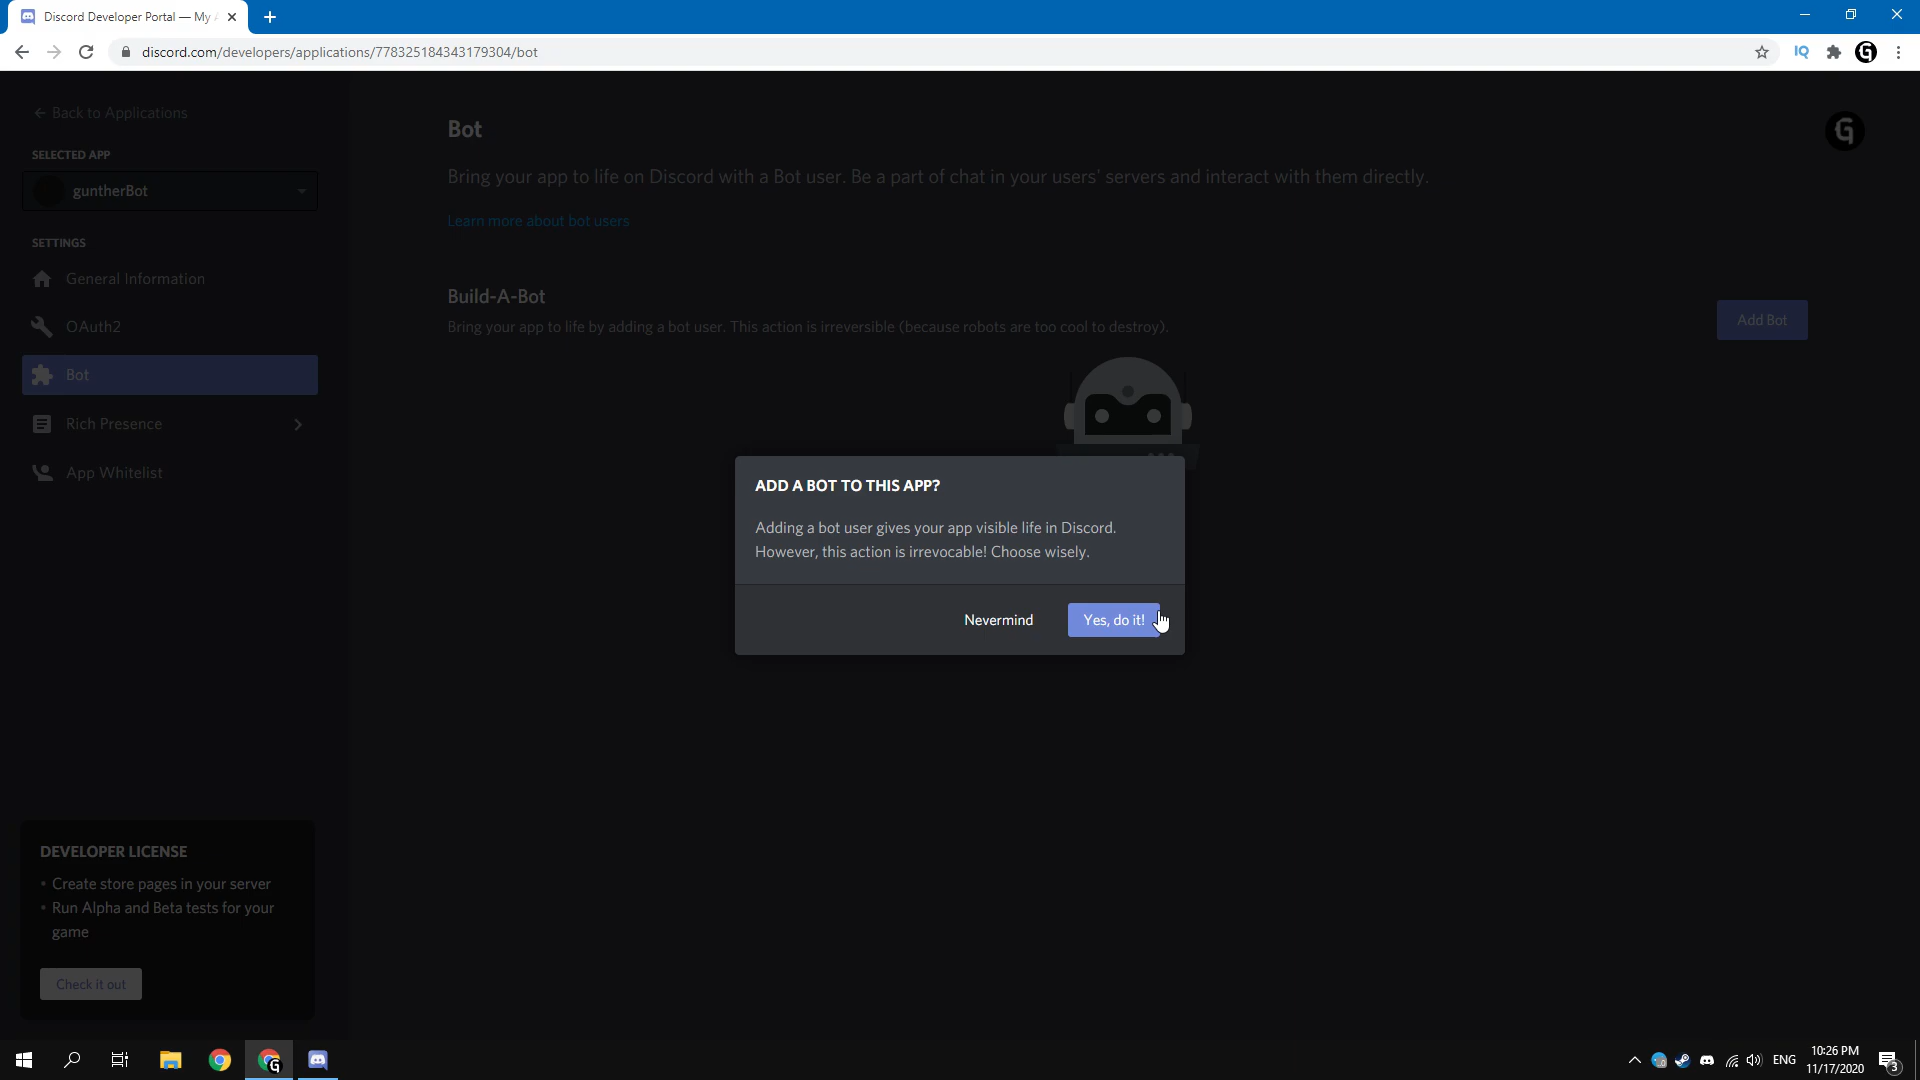 Discord Developer Portal — My A
discord.com/developers/applications/778325184343179304/bot
IQ
G
Back to Applications
SELECTED APP
guntherBot
SETTINGS
General Information
OAuth2
Bot
Rich Presence
App Whitelist
Bot
Bring your app to life on Discord with a Bot user. Be a part of chat in your users' servers and interact with them directly.
Learn more about bot users
G
Build-A-Bot
Bring your app to life by adding a bot user. This action is irreversible (because robots are too cool to destroy).
Add Bot
ADD A BOT TO THIS APP?
Adding a bot user gives your app visible life in Discord.
However, this action is irrevocable! Choose wisely.
Nevermind
Yes, do it!
DEVELOPER LICENSE
• Create store pages in your server
• Run Alpha and Beta tests for your
game
Check it out
G
ENG
10:26 PM
11/17/2020
3